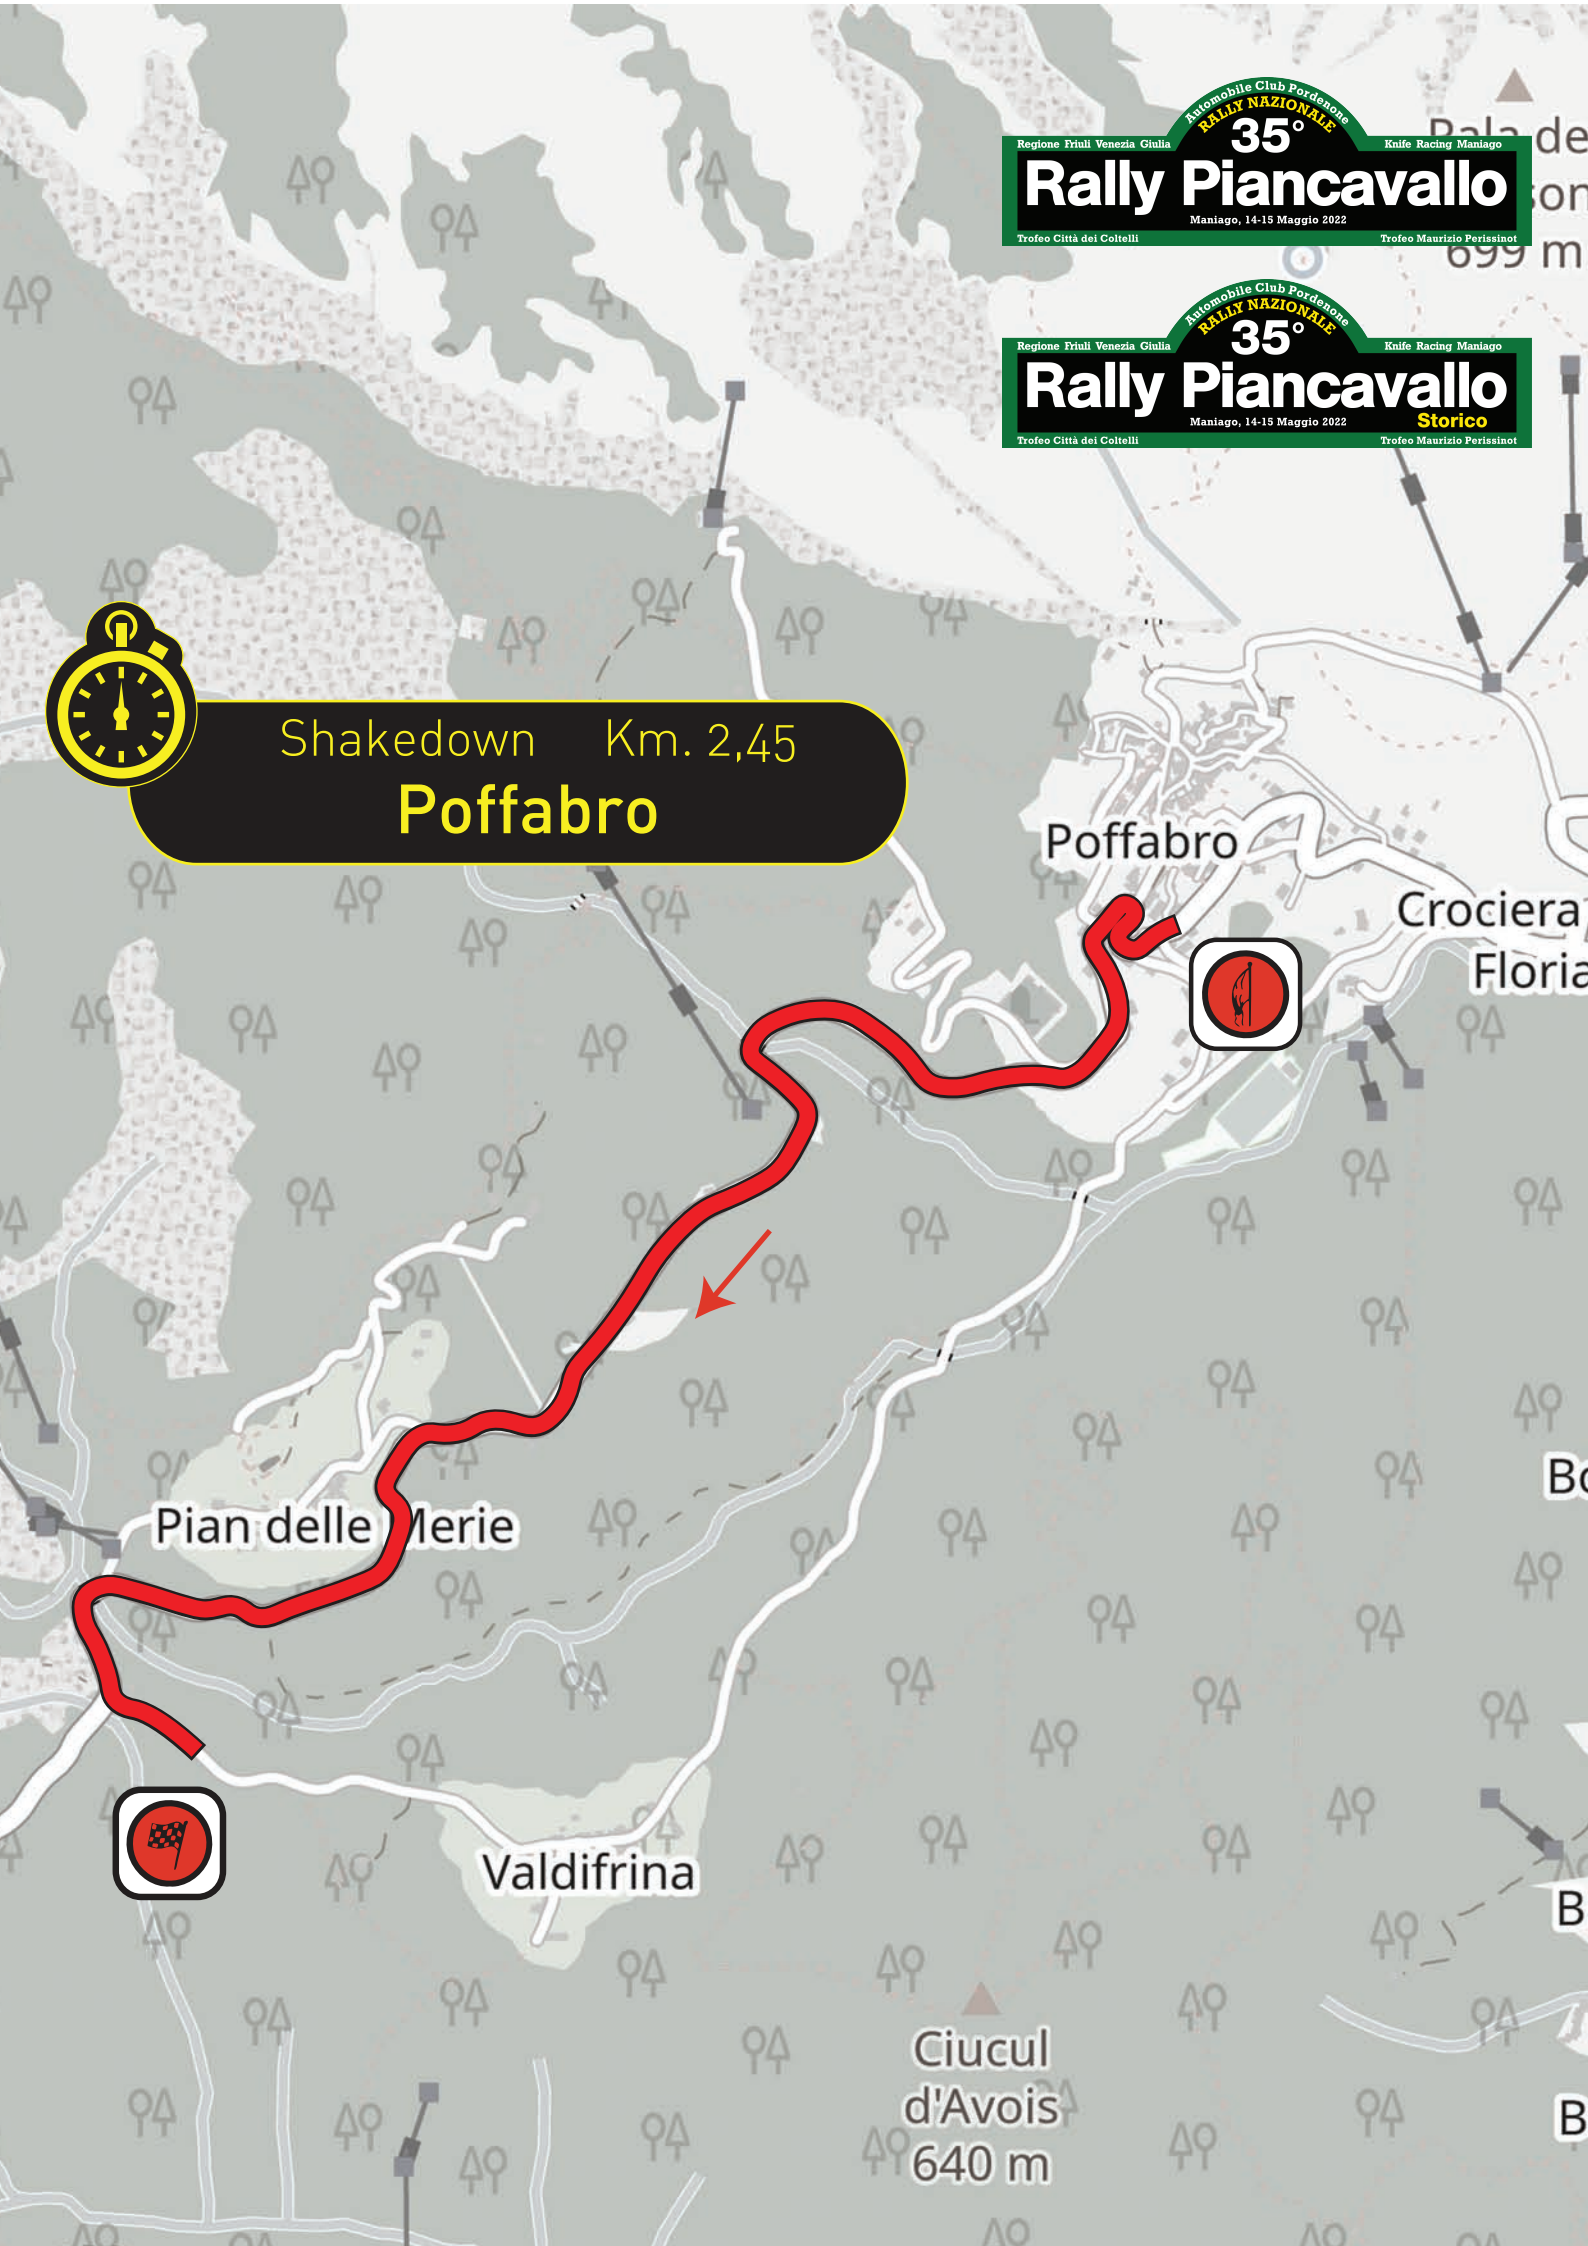 Automobile Club Pordenone
RALLY NAZIONALE
35°
Regione Friuli Venezia Giulia
Knife Racing Maniago
Rally Piancavallo
Maniago, 14-15 Maggio 2022
Trofeo Città dei Coltelli
Trofeo Maurizio Perissinot
699 m
Automobile Club Pordenone
RALLY NAZIONALE
35°
Regione Friuli Venezia Giulia
Knife Racing Maniago
Rally Piancavallo
Storico
Maniago, 14-15 Maggio 2022
Trofeo Città dei Coltelli
Trofeo Maurizio Perissinot
Shakedown Km. 2,45
Poffabro
Poffabro
Crociera
Floria
Pian delle Merie
Valdifrina
Ciucul
d'Avois
640 m